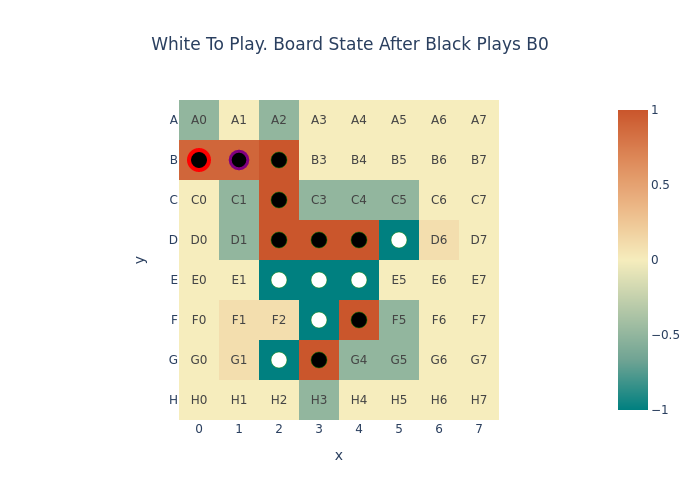 White To Play. Board State After Black Plays B0
A A0 A1 A2 A3 A4 A5 A6 A7
B B3 B4 B5 B6 B7
C C0 C1 C3 C4 C5 C6 C7
D D0 D1 D6 D7
E E0 E1 E5 E6 E7
F F0 F1 F2 F5 F6 F7
G G0 G1 G4 G5 G6 G7
H H0 H1 H2 H3 H4 H5 H6 H7
0 1 2 3 4 5 6 7
x
y
1
0.5
0
−0.5
−1